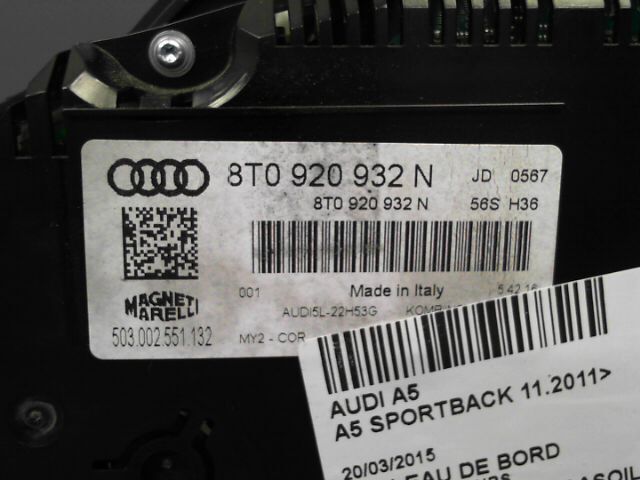 8T0 920 932 N JD 0567
8T0 920 932 N 56S H36
001 Made in Italy
AUDI5L-22H53G
MAGNETI
MARELLI
503.002.551.132 MY2 - COR
AUDI A5
A5 SPORTBACK 11.2011>
20/03/2015
EAU DE BORD